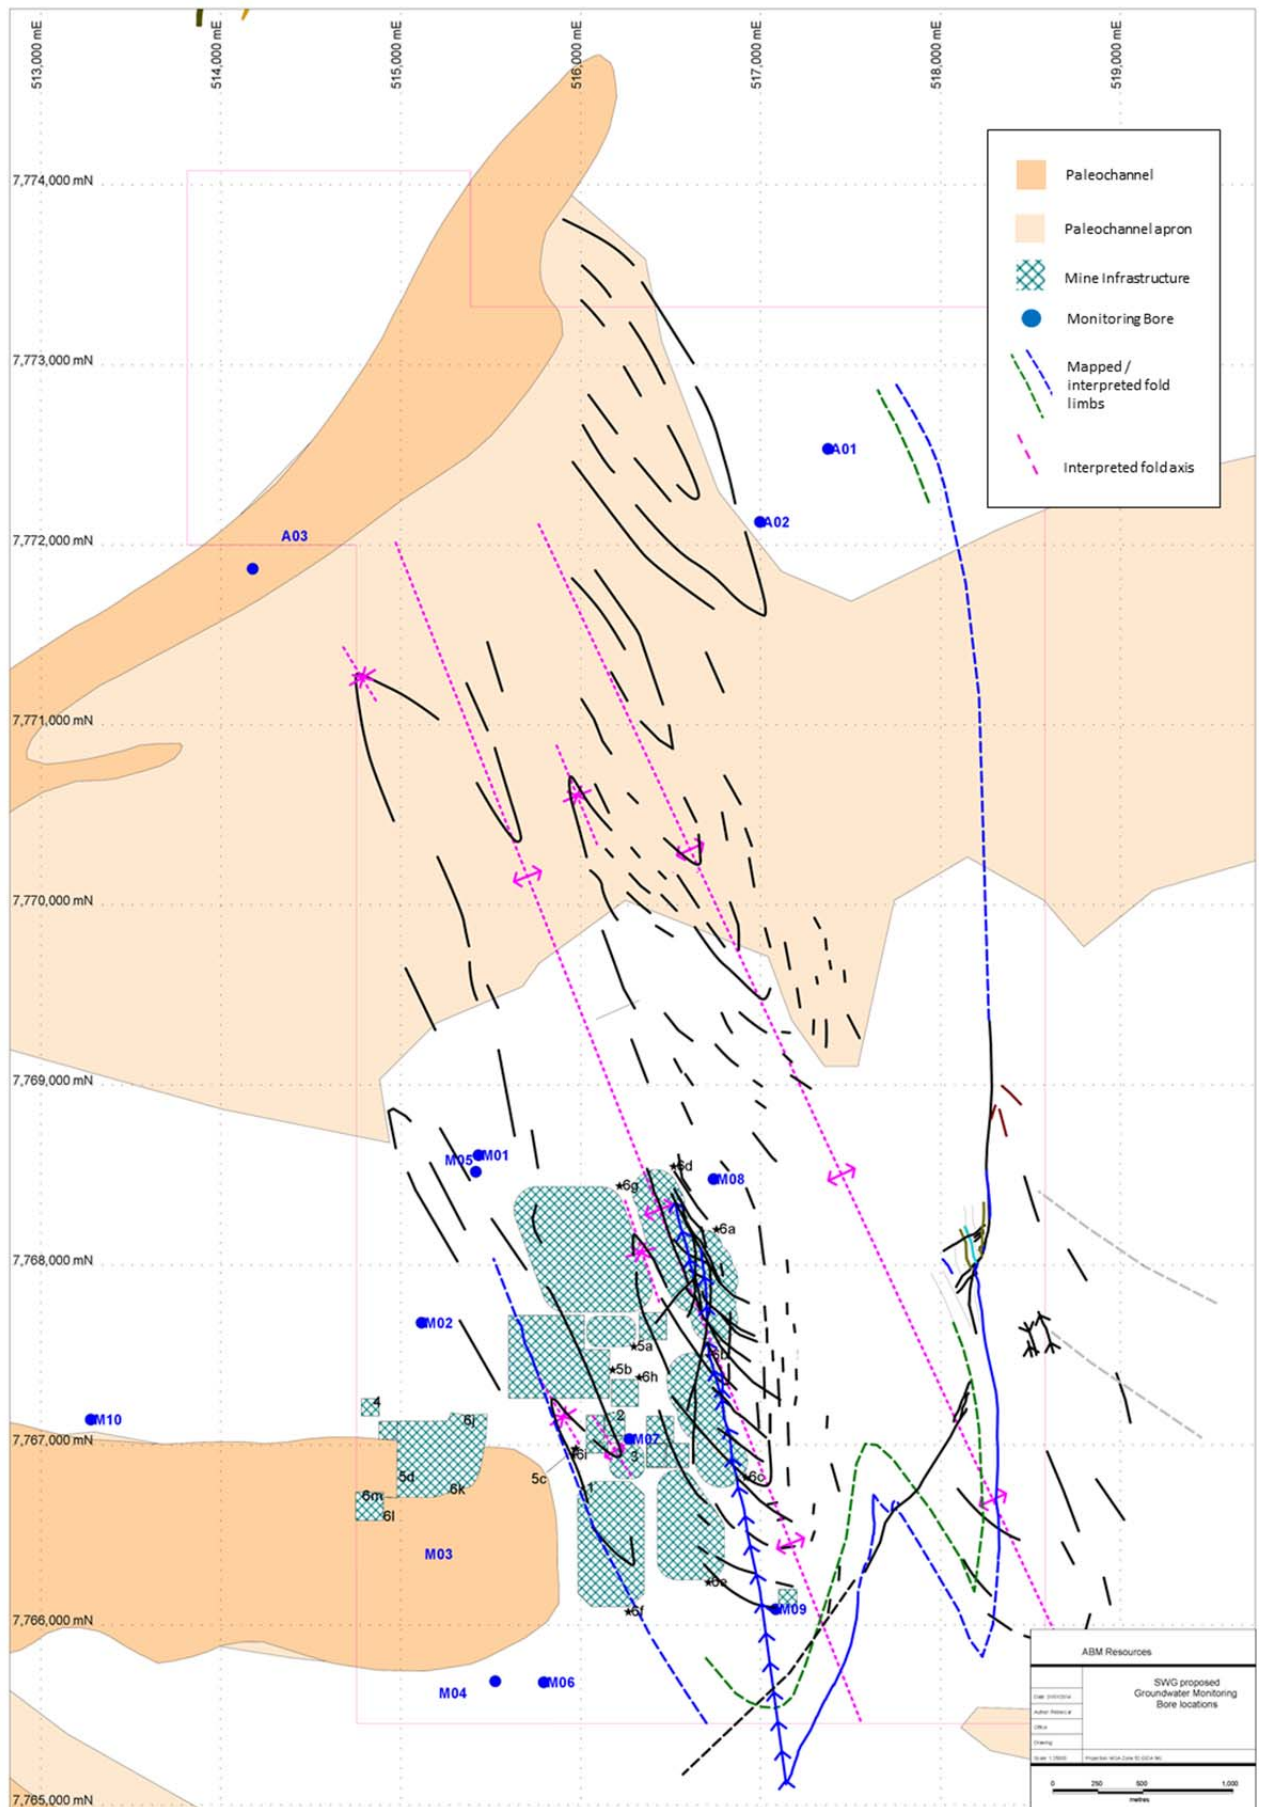 513,000 mE
514,000 mE
515,000 mE
516,000 mE
517,000 mE
518,000 mE
519,000 mE
7,774,000 mN
7,773,000 mN
7,772,000 mN
7,771,000 mN
7,770,000 mN
7,769,000 mN
7,768,000 mN
7,767,000 mN
7,766,000 mN
7,765,000 mN
Paleochannel
Paleochannel apron
Mine Infrastructure
Monitoring Bore
Mapped /
interpreted fold
limbs
Interpreted fold axis
A01
A02
A03
M05
M01
6d
M08
6g
6a
M02
5a
6b
5b
6h
4
M10
6j
2
M07
6i
3
5c
5d
6k
6c
1
6m
6l
M03
6e
6f
M09
M04
M06
ABM Resources
SWG proposed
Groundwater Monitoring
Bore locations
0 250 500 1,000
metres